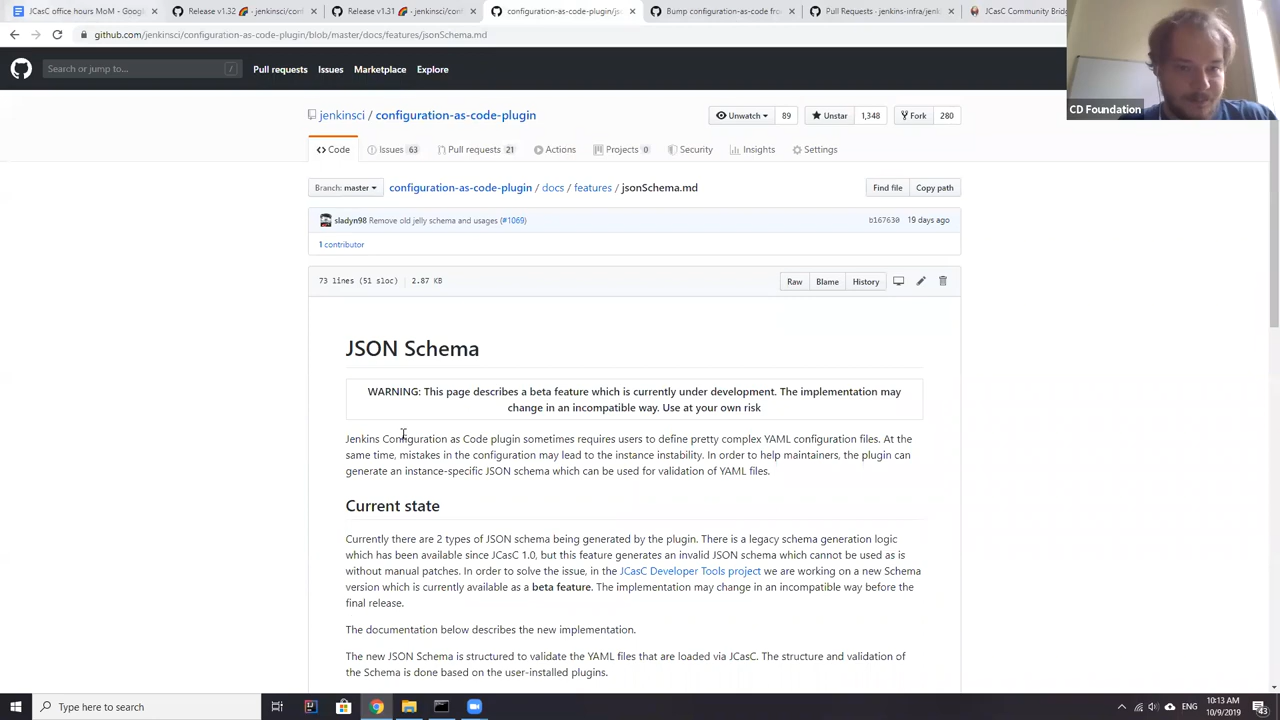 JCasC office hours MoM - Googl
Release v1.32 🌈 · jenkinsci/conf
Release v1.31 🌈 · jenkinsci/conf
configuration-as-code-plugin/js
Bump configuration-as-code fro
Pull Requests · jenkins-infra/jenk
JCasC Community Bridg
github.com/jenkinsci/configuration-as-code-plugin/blob/master/docs/features/jsonSchema.md
Search or jump to...
/
Pull requests
Issues
Marketplace
Explore
CD Foundation
jenkinsci / configuration-as-code-plugin
Unwatch 89
Unstar 1,348
Fork 280
Code
Issues 63
Pull requests 21
Actions
Projects 0
Security
Insights
Settings
Branch: master
configuration-as-code-plugin / docs / features / jsonSchema.md
Find file
Copy path
sladyn98 Remove old jelly schema and usages (#1069)
b167630 19 days ago
1 contributor
73 lines (51 sloc) 2.87 KB
Raw
Blame
History
JSON Schema
WARNING: This page describes a beta feature which is currently under development. The implementation may
change in an incompatible way. Use at your own risk
Jenkins Configuration as Code plugin sometimes requires users to define pretty complex YAML configuration files. At the
same time, mistakes in the configuration may lead to the instance instability. In order to help maintainers, the plugin can
generate an instance-specific JSON schema which can be used for validation of YAML files.
Current state
Currently there are 2 types of JSON schema being generated by the plugin. There is a legacy schema generation logic
which has been available since JCasC 1.0, but this feature generates an invalid JSON schema which cannot be used as is
without manual patches. In order to solve the issue, in the JCasC Developer Tools project we are working on a new Schema
version which is currently available as a beta feature. The implementation may change in an incompatible way before the
final release.
The documentation below describes the new implementation.
The new JSON Schema is structured to validate the YAML files that are loaded via JCasC. The structure and validation of
the Schema is done based on the user-installed plugins.
Type here to search
10:13 AM
10/9/2019
43